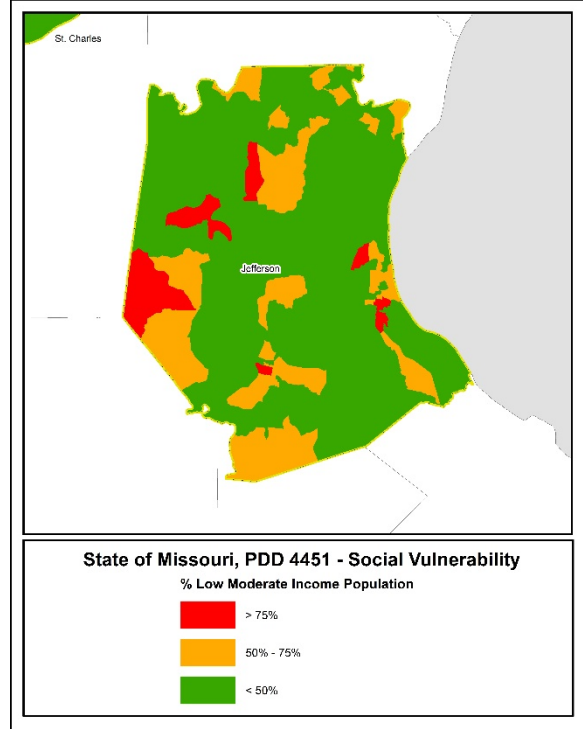 St. Charles
Jefferson
State of Missouri, PDD 4451 - Social Vulnerability
% Low Moderate Income Population
> 75%
50% - 75%
< 50%